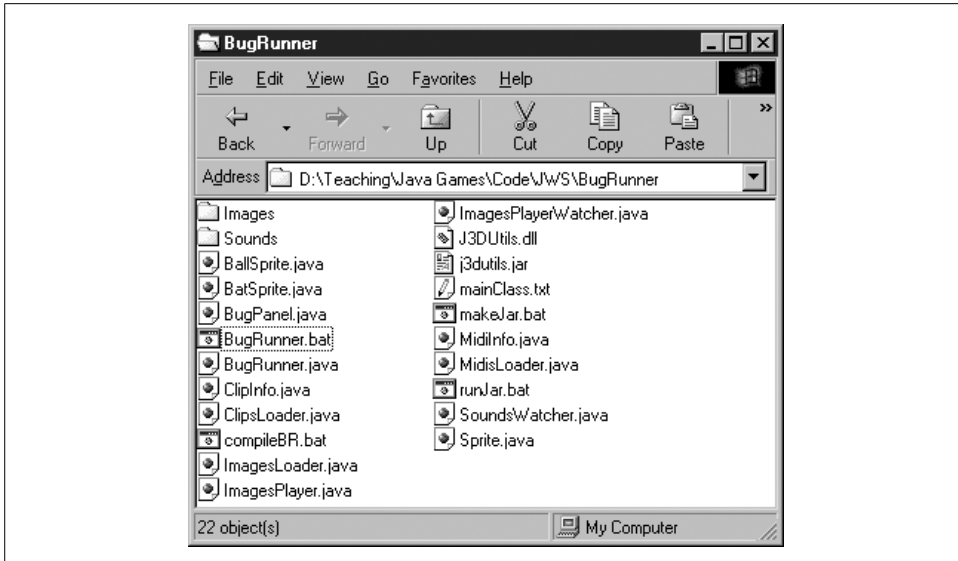 BugRunner
File Edit View Go Favorites Help
Back Forward Up Cut Copy Paste »
Address D:\Teaching\Java Games\Code\JWS\BugRunner
Images
Sounds
BallSprite.java
BatSprite.java
BugPanel.java
BugRunner.bat
BugRunner.java
ClipInfo.java
ClipsLoader.java
compileBR.bat
ImagesLoader.java
ImagesPlayer.java
ImagesPlayerWatcher.java
J3DUtils.dll
j3dutils.jar
mainClass.txt
makeJar.bat
MidiInfo.java
MidisLoader.java
runJar.bat
SoundsWatcher.java
Sprite.java
22 object(s) My Computer